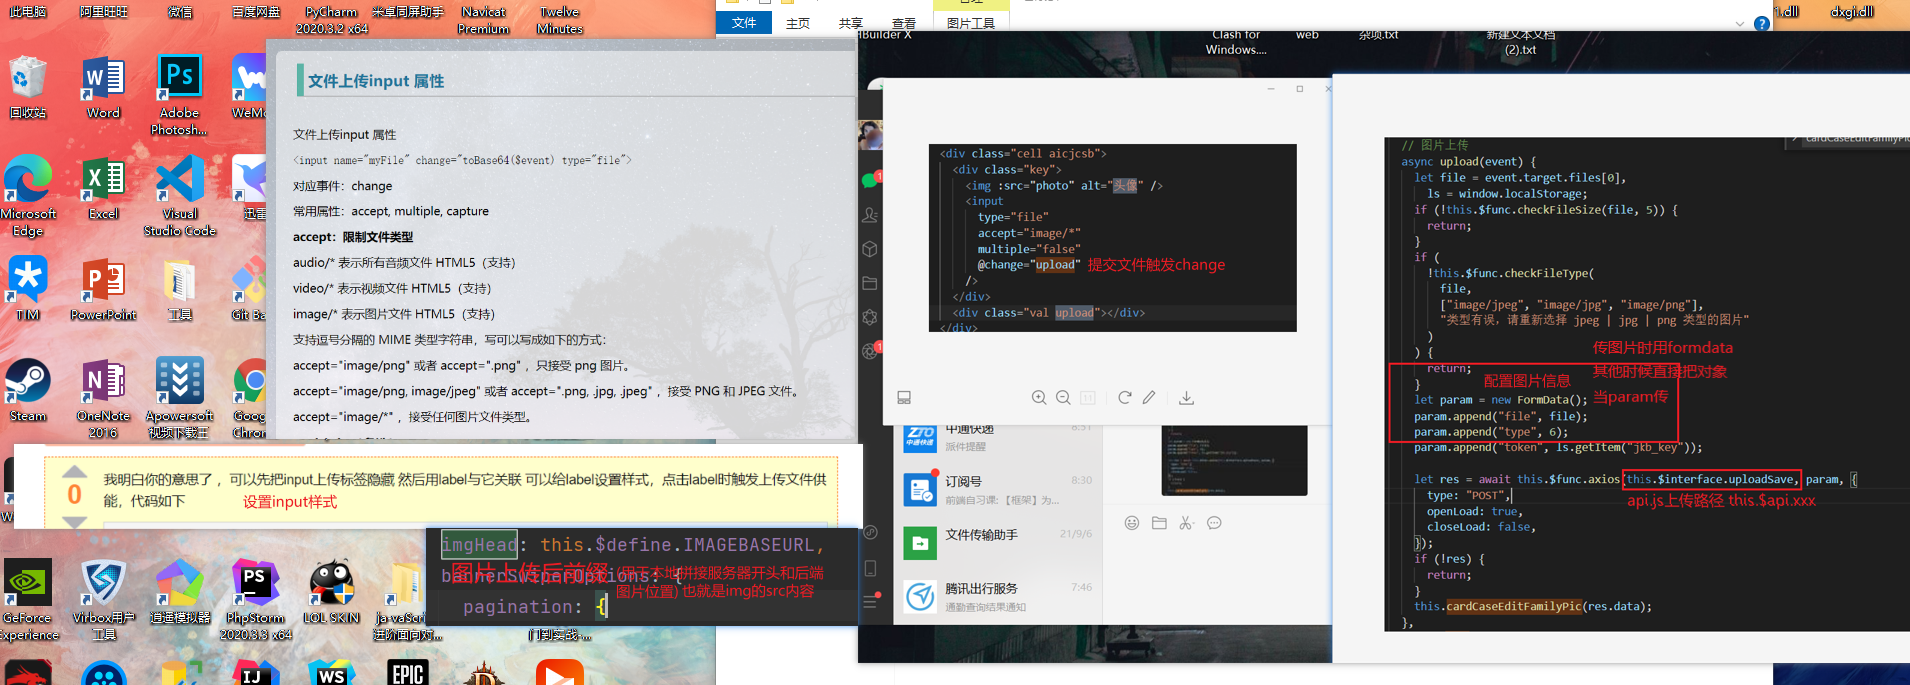 此电脑
阿里旺旺
微信
百度网盘
PyCharm
2020.3.2 x64
米卓同屏助手
Navicat
Premium
Twelve
Minutes
回收站
Word
Adobe
Photosh...
Microsoft
Edge
Excel
Visual
Studio Code
迅雷
TIM
PowerPoint
工具
Git Ba
Steam
OneNote
2016
Apowersoft
视频下载王
Goog
Chron
文件上传input 属性
文件上传input 属性
<input name="myFile" change="toBase64($event) type="file">
对应事件：change
常用属性：accept, multiple, capture
accept：限制文件类型
audio/* 表示所有音频文件 HTML5（支持）
video/* 表示视频文件 HTML5（支持）
image/* 表示图片文件 HTML5（支持）
支持逗号分隔的 MIME 类型字符串，写可以写成如下的方式：
accept="image/png" 或者 accept=".png" ，只接受 png 图片。
accept="image/png, image/jpeg" 或者 accept=".png, .jpg, .jpeg" ，接受 PNG 和 JPEG 文件。
accept="image/*" ，接受任何图片文件类型。
0
我明白你的意思了 ，可以先把input上传标签隐藏 然后用label与它关联 可以给label设置样式，点击label时触发上传文件供
能，代码如下
设置input样式
imgHead: this.$define.IMAGEBASEURL,
图片上传后前缀
(用于本地拼接服务器开头和后端
图片位置) 也就是img的src内容
bannerSwiperOptions: {
pagination: {
GeForce
Experience
Virbox用户
工具
逍遥模拟器
PhpStorm
2020.3.3 x64
LOL SKIN
ja-vaScri
进阶面向对...
门到实战-...
文件
主页
共享
查看
图片工具
dxgi.dll
MBuilder X
Clash for
Windows....
web
杂项.txt
新建文本文档
(2).txt
<div class="cell aicjcsb">
<div class="key">
<img :src="photo" alt="头像" />
<input
type="file"
accept="image/*"
multiple="false"
@change="upload" 提交文件触发change
/>
</div>
<div class="val upload"></div>
</div>
中通快递
8:51
派件提醒
订阅号
8:30
前端自习课:【框架】为...
文件传输助手
21/9/6
腾讯出行服务
7:46
通勤查询结果通知
cardCaseEditFamilyPi
// 图片上传
async upload(event) {
let file = event.target.files[0],
ls = window.localStorage;
if (!this.$func.checkFileSize(file, 5)) {
return;
}
if (
!this.$func.checkFileType(
file,
["image/jpeg", "image/jpg", "image/png"],
"类型有误，请重新选择 jpeg | jpg | png 类型的图片"
)
) {
传图片时用formdata
其他时候直接把对象
当param传
return;
配置图片信息
}
let param = new FormData();
param.append("file", file);
param.append("type", 6);
param.append("token", ls.getItem("jkb_key"));
let res = await this.$func.axios(this.$interface.uploadSave, param, {
type: "POST",
api.js上传路径 this.$api.xxx
openLoad: true,
closeLoad: false,
});
if (!res) {
return;
}
this.cardCaseEditFamilyPic(res.data);
},